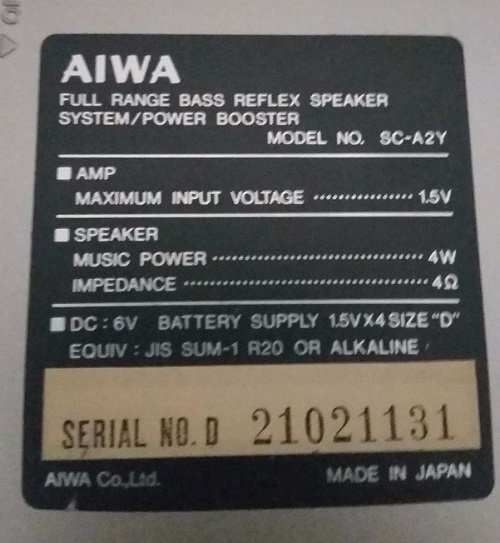 AIWA
FULL RANGE BASS REFLEX SPEAKER
SYSTEM/POWER BOOSTER
MODEL NO. SC-A2Y
■ AMP
MAXIMUM INPUT VOLTAGE ················ 1.5V
■ SPEAKER
MUSIC POWER ································· 4W
IMPEDANCE ····································· 4Ω
■ DC : 6V BATTERY SUPPLY 1.5V X 4 SIZE "D"
EQUIV : JIS SUM-1 R20 OR ALKALINE
SERIAL NO. D 21021131
AIWA Co.,Ltd. MADE IN JAPAN